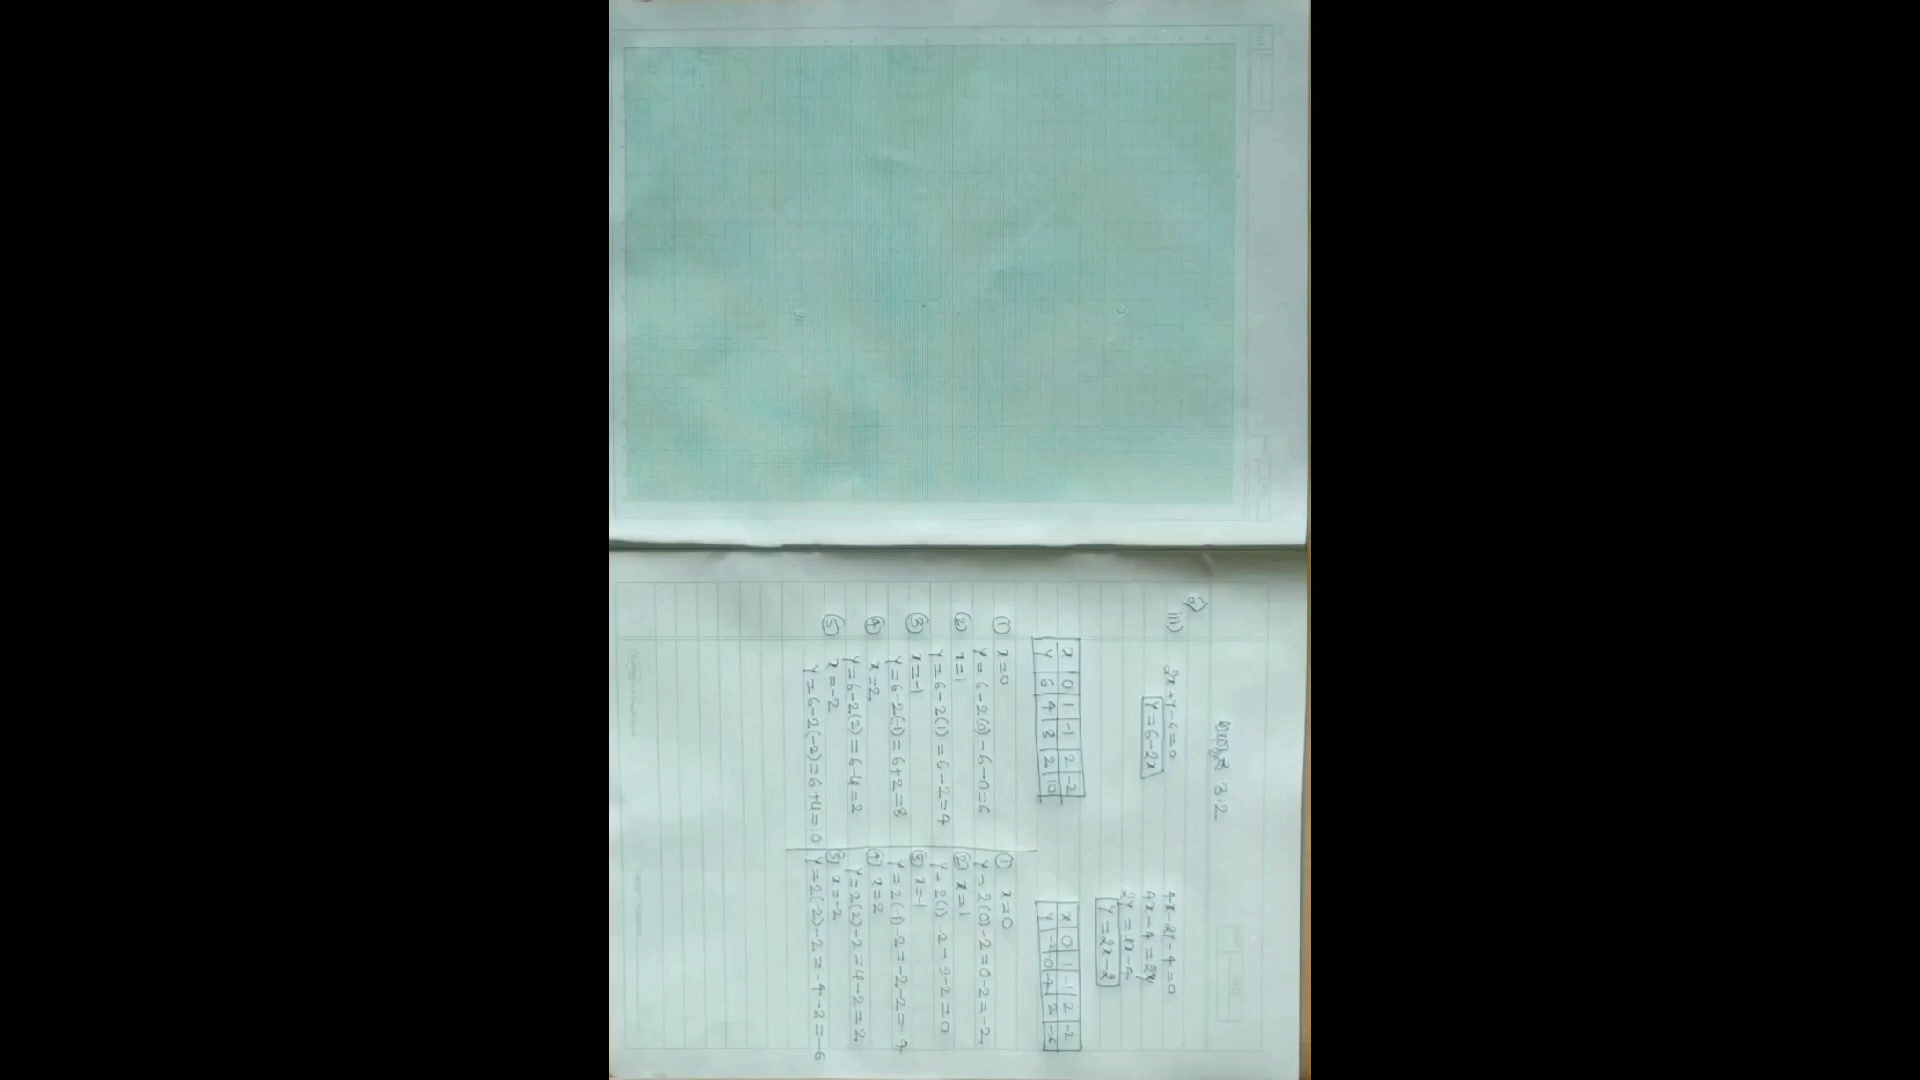 3.2
iii) 2x+y-6=0
y=6-2x
4x-2y-4=0
4x-4=2y
2y=4x-4
y=2x-2
x 0 1 -1 2 -2
y 6 4 8 2 10
x 0 1 -1 2 -2
y -2 0 -4 2 -6
① x=0
y=6-2(0)=6-0=6
② x=1
y=6-2(1)=6-2=4
③ x=-1
y=6-2(-1)=6+2=8
④ x=2
y=6-2(2)=6-4=2
⑤ x=-2
y=6-2(-2)=6+4=10
① x=0
y=2(0)-2=0-2=-2
② x=1
y=2(1)-2=2-2=0
③ x=-1
y=2(-1)-2=-2-2=-4
④ x=2
y=2(2)-2=4-2=2
⑤ x=-2
y=2(-2)-2=-4-2=-6